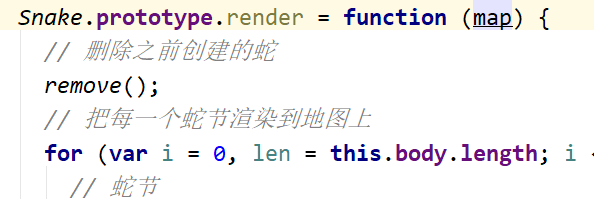 Snake.prototype.render = function (map) {
// 删除之前创建的蛇
remove();
// 把每一个蛇节渲染到地图上
for (var i = 0, len = this.body.length; i
// 蛇节